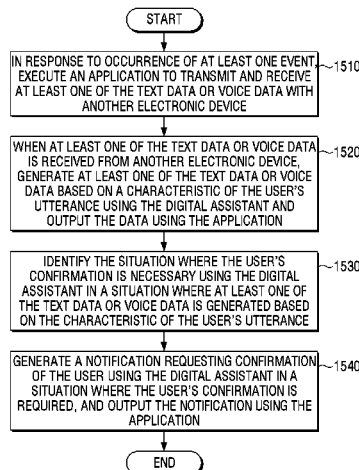 START
IN RESPONSE TO OCCURRENCE OF AT LEAST ONE EVENT,
EXECUTE AN APPLICATION TO TRANSMIT AND RECEIVE
AT LEAST ONE OF THE TEXT DATA OR VOICE DATA WITH
ANOTHER ELECTRONIC DEVICE
1510
WHEN AT LEAST ONE OF THE TEXT DATA OR VOICE DATA
IS RECEIVED FROM ANOTHER ELECTRONIC DEVICE,
GENERATE AT LEAST ONE OF THE TEXT DATA OR VOICE
DATA BASED ON A CHARACTERISTIC OF THE USER'S
UTTERANCE USING THE DIGITAL ASSISTANT AND
OUTPUT THE DATA USING THE APPLICATION
1520
IDENTIFY THE SITUATION WHERE THE USER'S
CONFIRMATION IS NECESSARY USING THE DIGITAL
ASSISTANT IN A SITUATION WHERE AT LEAST ONE OF
THE TEXT DATA OR VOICE DATA IS GENERATED BASED
ON THE CHARACTERISTIC OF THE USER'S UTTERANCE
1530
GENERATE A NOTIFICATION REQUESTING CONFIRMATION
OF THE USER USING THE DIGITAL ASSISTANT IN A
SITUATION WHERE THE USER'S CONFIRMATION IS
REQUIRED, AND OUTPUT THE NOTIFICATION USING THE
APPLICATION
1540
END